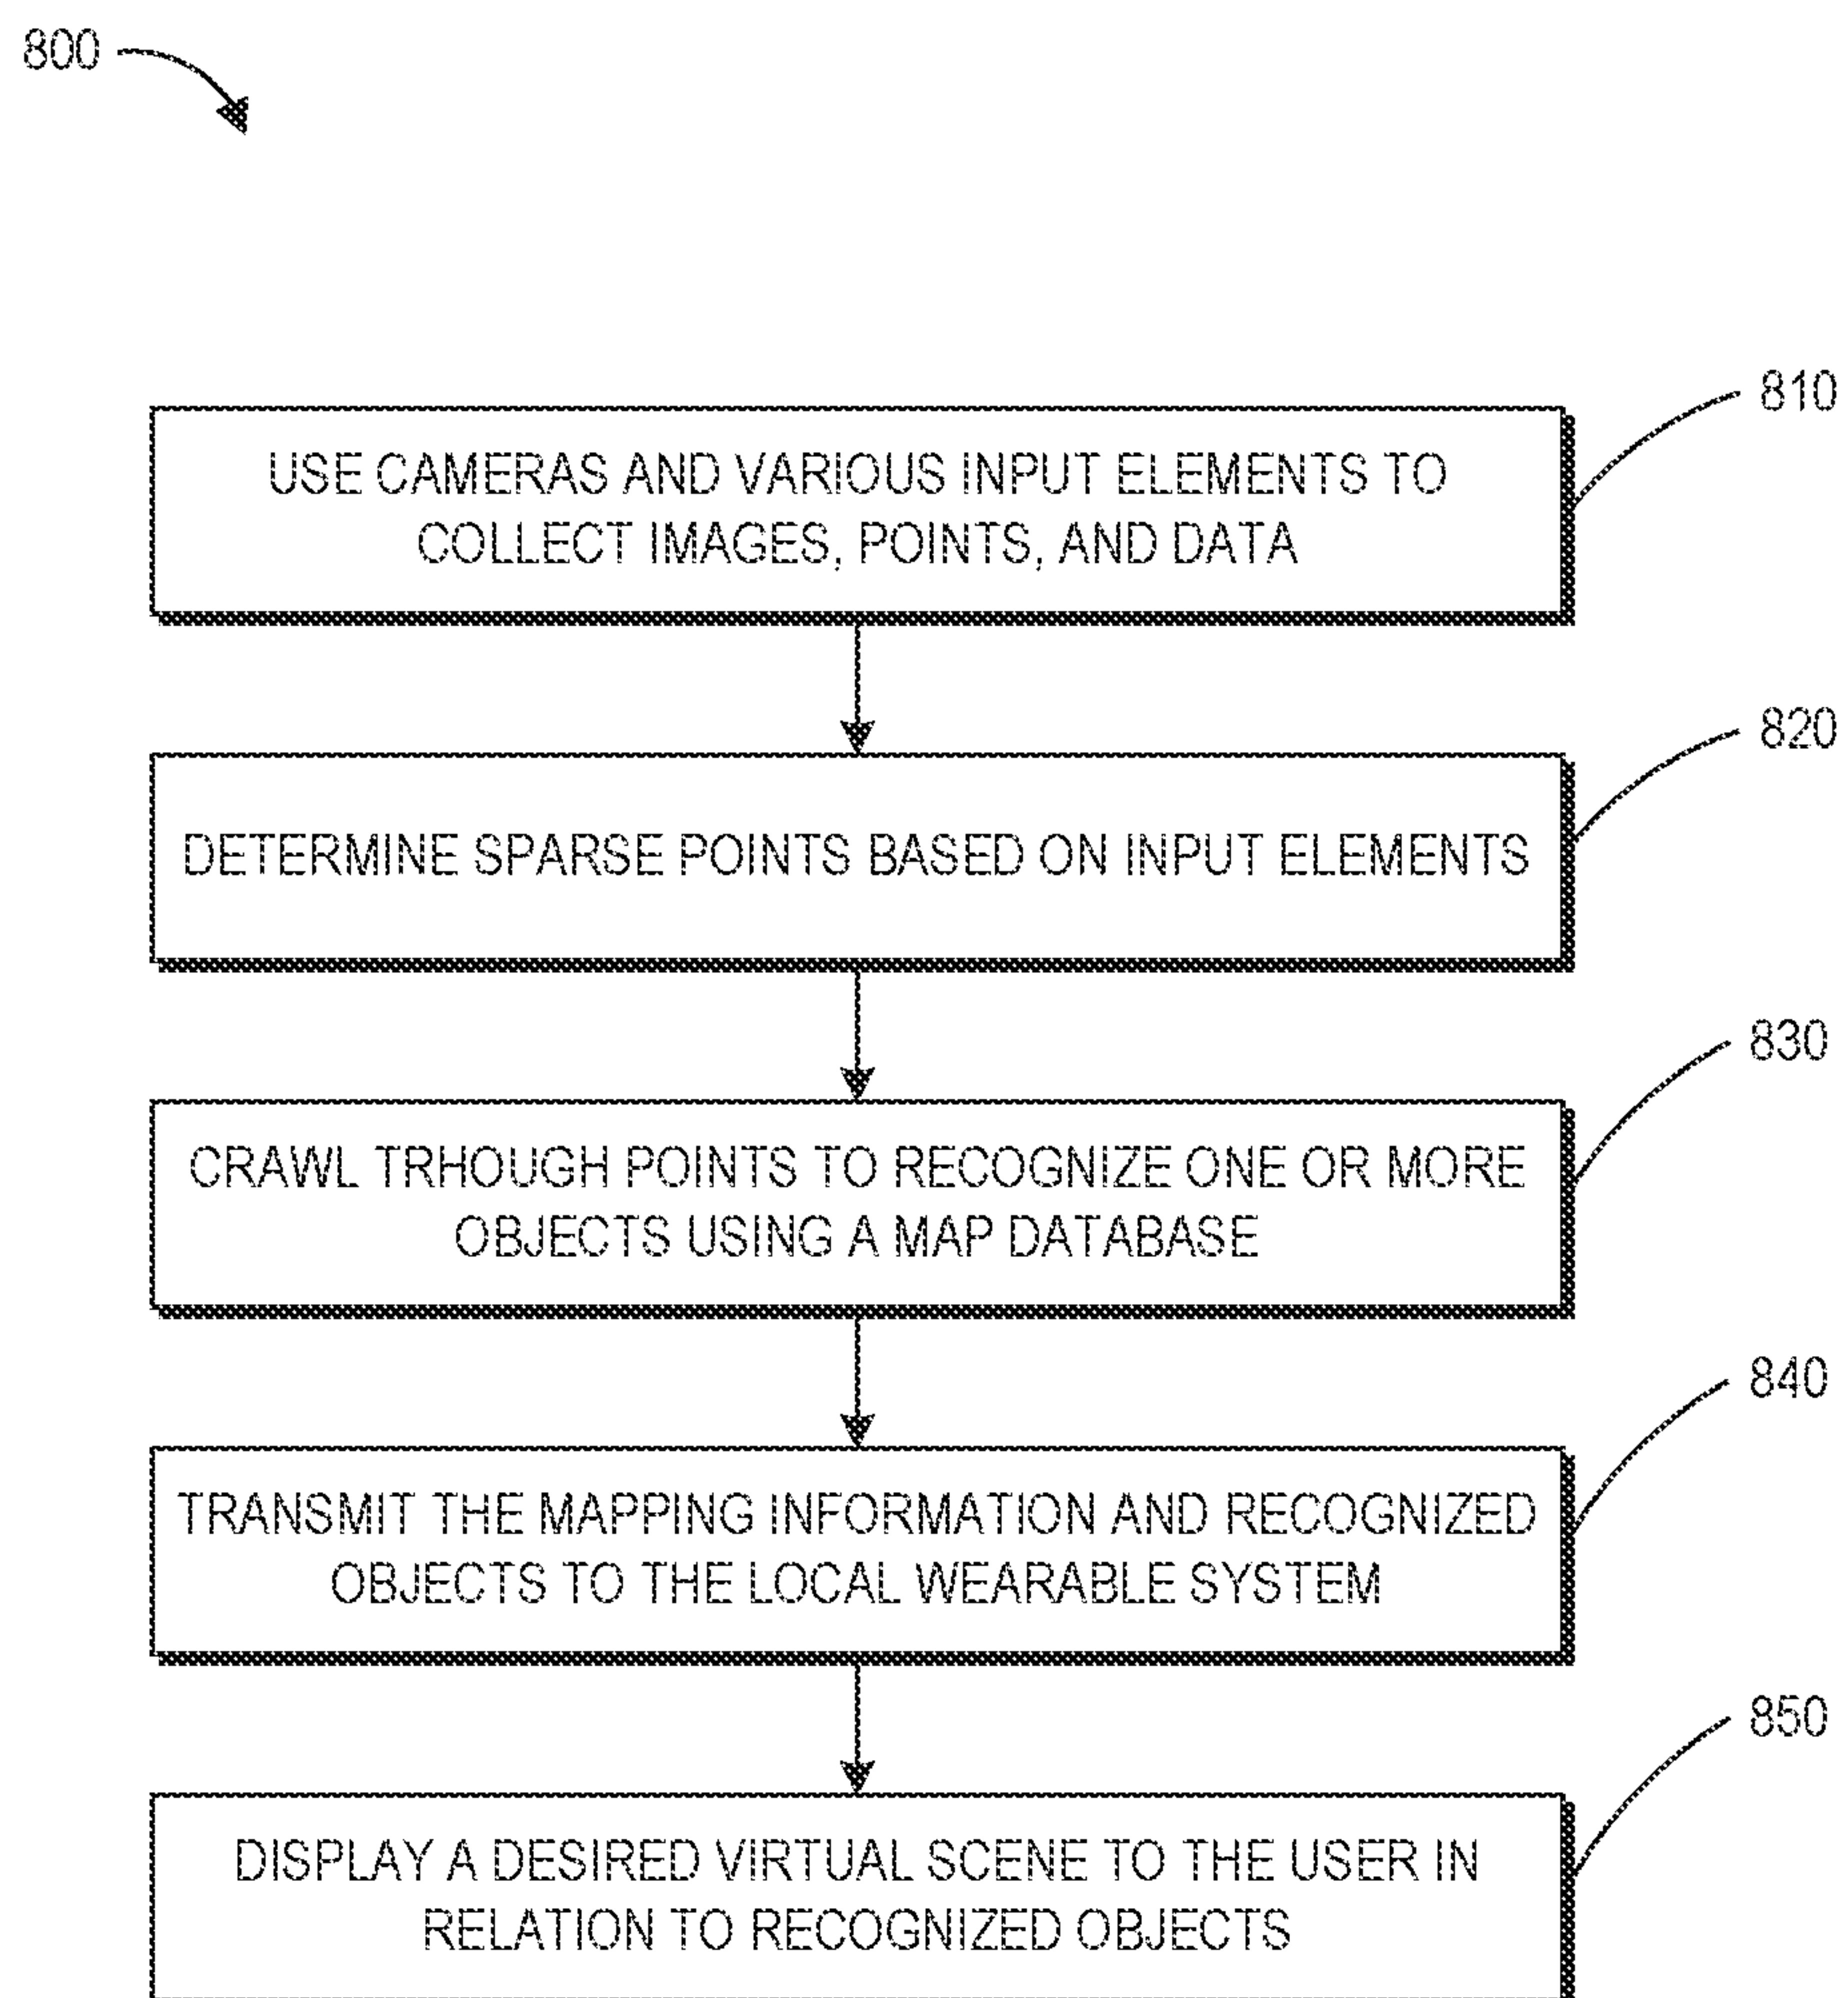 800
810
USE CAMERAS AND VARIOUS INPUT ELEMENTS TO
COLLECT IMAGES, POINTS, AND DATA
820
DETERMINE SPARSE POINTS BASED ON INPUT ELEMENTS
830
CRAWL TRHOUGH POINTS TO RECOGNIZE ONE OR MORE
OBJECTS USING A MAP DATABASE
840
TRANSMIT THE MAPPING INFORMATION AND RECOGNIZED
OBJECTS TO THE LOCAL WEARABLE SYSTEM
850
DISPLAY A DESIRED VIRTUAL SCENE TO THE USER IN
RELATION TO RECOGNIZED OBJECTS